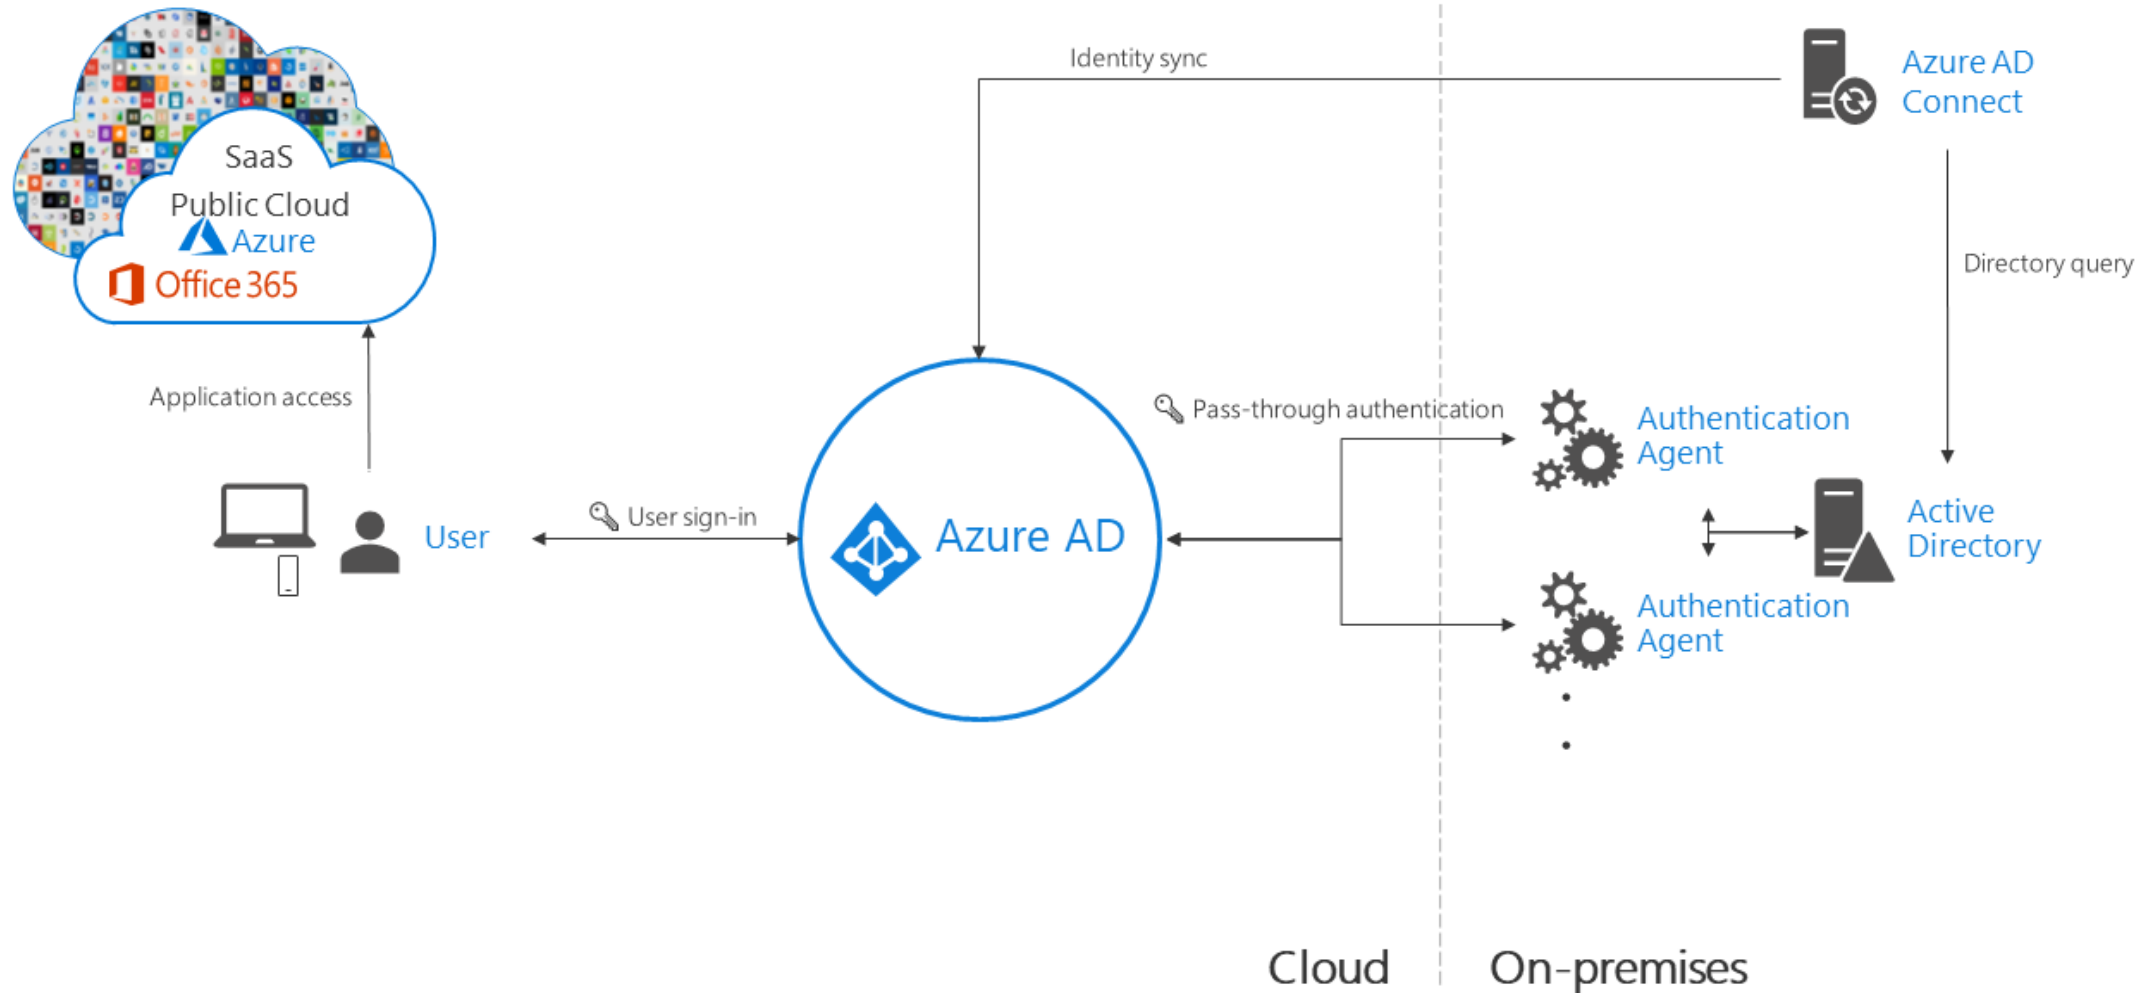 Identity sync
Azure AD
Connect
SaaS
Public Cloud
Azure
Office 365
Directory query
Application access
Pass-through authentication
Authentication
Agent
User
User sign-in
Azure AD
Active
Directory
Authentication
Agent
Cloud
On-premises